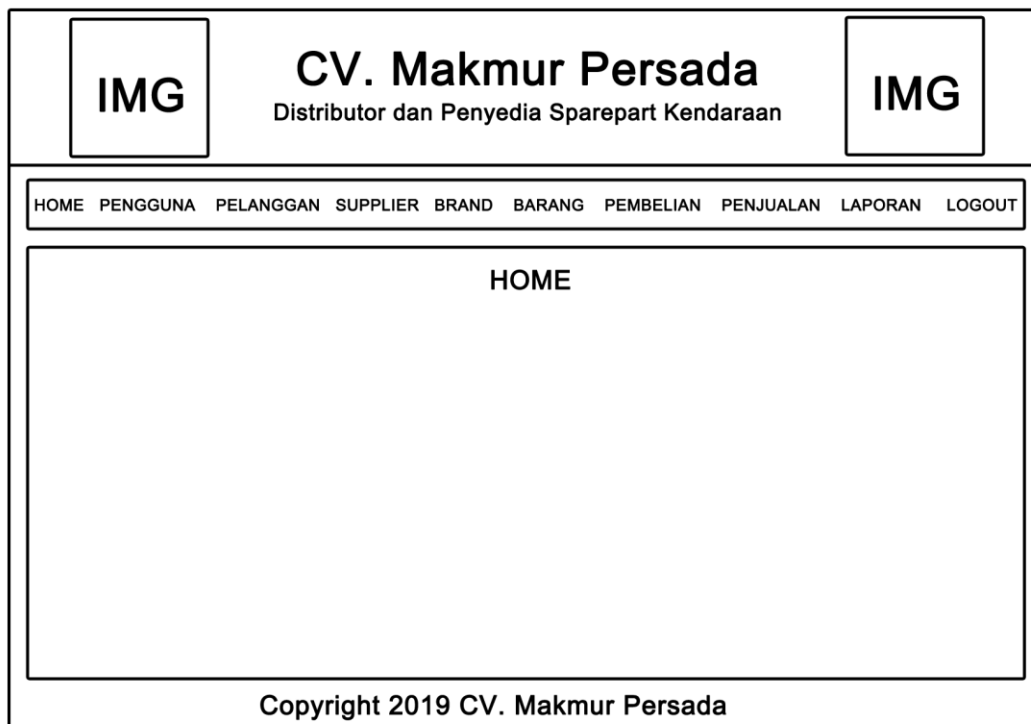 IMG
CV. Makmur Persada
Distributor dan Penyedia Sparepart Kendaraan
IMG
HOME PENGGUNA PELANGGAN SUPPLIER BRAND BARANG PEMBELIAN PENJUALAN LAPORAN LOGOUT
HOME
Copyright 2019 CV. Makmur Persada